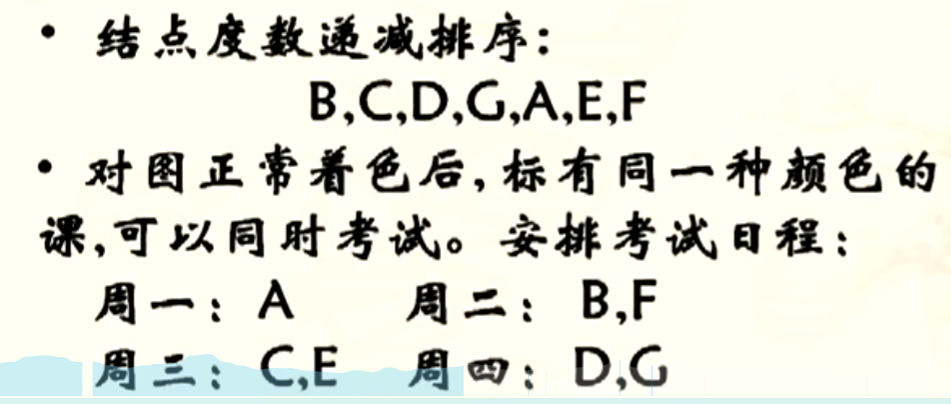 • 结点度数递减排序：
B,C,D,G,A,E,F
• 对图正常着色后,标有同一种颜色的
课,可以同时考试。安排考试日程：
周一：A 周二：B,F
周三：C,E 周四：D,G